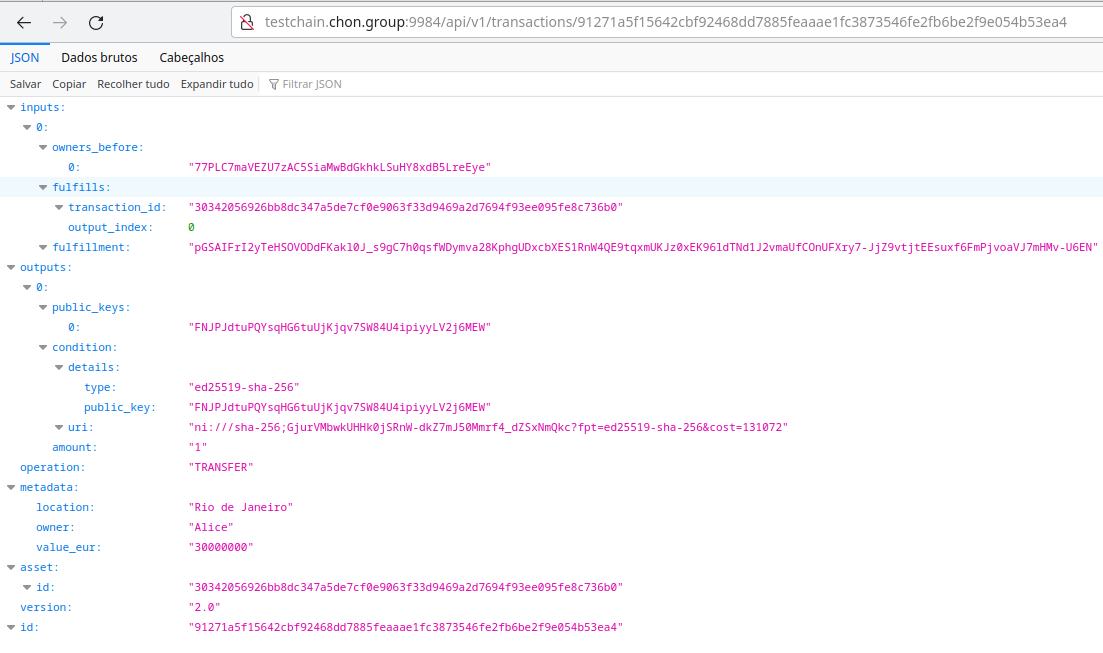 testchain.chon.group:9984/api/v1/transactions/91271a5f15642cbf92468dd7885feaaae1fc3873546fe2fb6be2f9e054b53ea4
JSON Dados brutos Cabeçalhos
Salvar Copiar Recolher tudo Expandir tudo Filtrar JSON
inputs:
0:
owners_before:
0: "77PLC7maVEZU7zAC5SiaMwBdGkhkLSuHY8xdB5LreEye"
fulfills:
transaction_id: "30342056926bb8dc347a5de7cf0e9063f33d9469a2d7694f93ee095fe8c736b0"
output_index: 0
fulfillment: "pGSAIFrI2yTeHSOVODdFKakl0J_s9gC7h0qsfWDymva28KphgUDxcbXES1RnW4QE9tqxmUKJz0xEK96ldTNd1J2vmaUfCOnUFXry7-JjZ9vtjtEEsuxf6FmPjvoaVJ7mHMv-U6EN"
outputs:
0:
public_keys:
0: "FNJPJdtuPQYsqHG6tuUjKjqv7SW84U4ipiyyLV2j6MEW"
condition:
details:
type: "ed25519-sha-256"
public_key: "FNJPJdtuPQYsqHG6tuUjKjqv7SW84U4ipiyyLV2j6MEW"
uri: "ni:///sha-256;GjurVMbwkUHHk0jSRnW-dkZ7mJ50Mmrf4_dZSxNmQkc?fpt=ed25519-sha-256&cost=131072"
amount: "1"
operation: "TRANSFER"
metadata:
location: "Rio de Janeiro"
owner: "Alice"
value_eur: "30000000"
asset:
id: "30342056926bb8dc347a5de7cf0e9063f33d9469a2d7694f93ee095fe8c736b0"
version: "2.0"
id: "91271a5f15642cbf92468dd7885feaaae1fc3873546fe2fb6be2f9e054b53ea4"